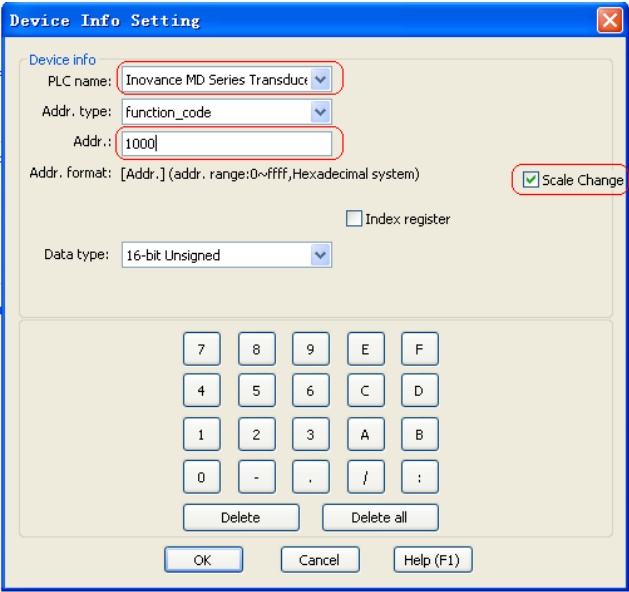 Device Info Setting
Device info
PLC name: Inovance MD Series Transduce
Addr. type: function_code
Addr.: 1000
Addr. format: [Addr.] (addr. range:0~ffff,Hexadecimal system)
Scale Change
Index register
Data type: 16-bit Unsigned
7 8 9 E F
4 5 6 C D
1 2 3 A B
0 - . / :
Delete Delete all
OK Cancel Help (F1)